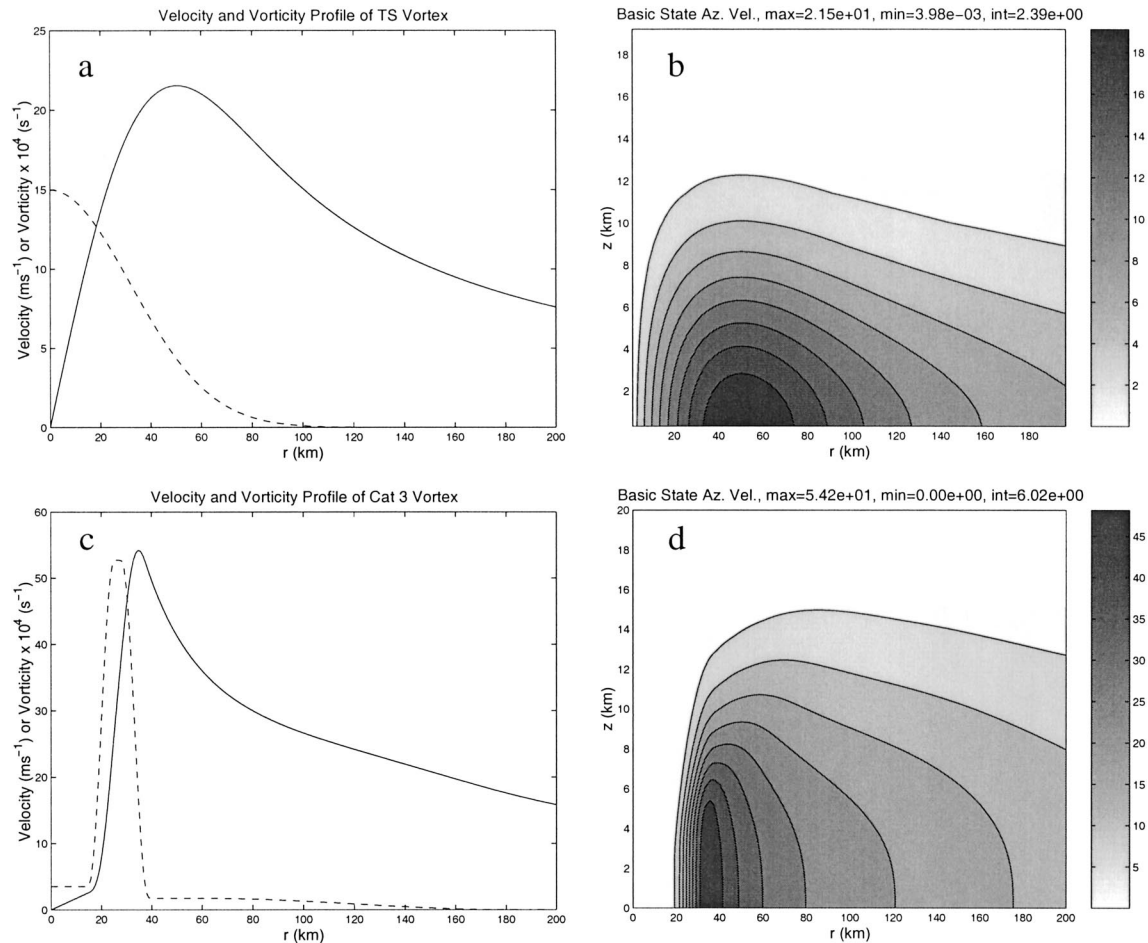 Velocity and Vorticity Profile of TS Vortex
a
25
20
15
10
5
0
Velocity (ms⁻¹) or Vorticity x 10⁴ (s⁻¹)
0 20 40 60 80 100 120 140 160 180 200
r (km)
Basic State Az. Vel., max=2.15e+01, min=3.98e−03, int=2.39e+00
b
18
16
14
12
10
8
6
4
2
z (km)
20 40 60 80 100 120 140 160 180
r (km)
18
16
14
12
10
8
6
4
2
Velocity and Vorticity Profile of Cat 3 Vortex
c
60
50
40
30
20
10
0
Velocity (ms⁻¹) or Vorticity x 10⁴ (s⁻¹)
0 20 40 60 80 100 120 140 160 180 200
r (km)
Basic State Az. Vel., max=5.42e+01, min=0.00e+00, int=6.02e+00
d
20
18
16
14
12
10
8
6
4
2
0
z (km)
0 20 40 60 80 100 120 140 160 180 200
r (km)
45
40
35
30
25
20
15
10
5